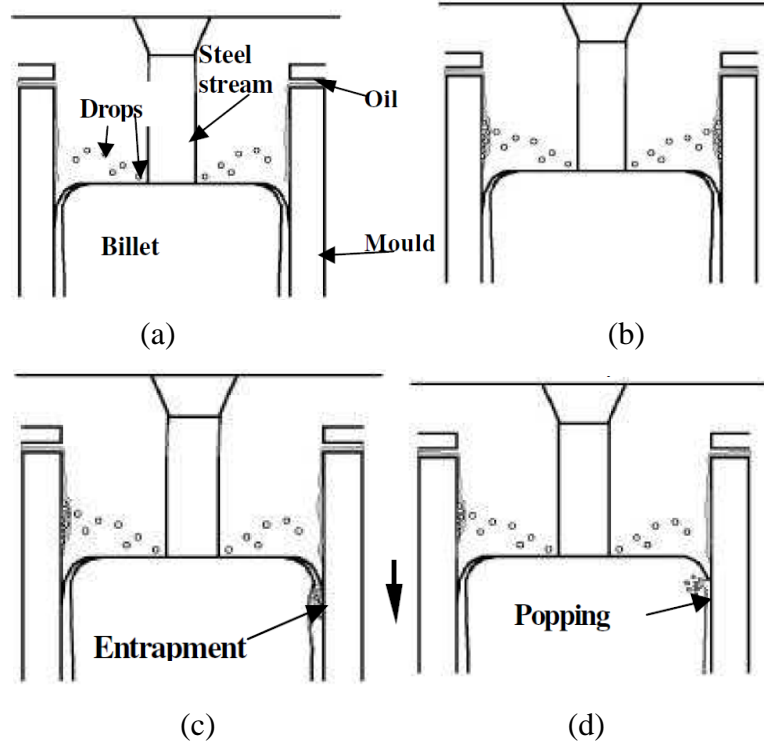 Steel
stream
Oil
Drops
Billet
Mould
(a)
(b)
Entrapment
Popping
(c)
(d)